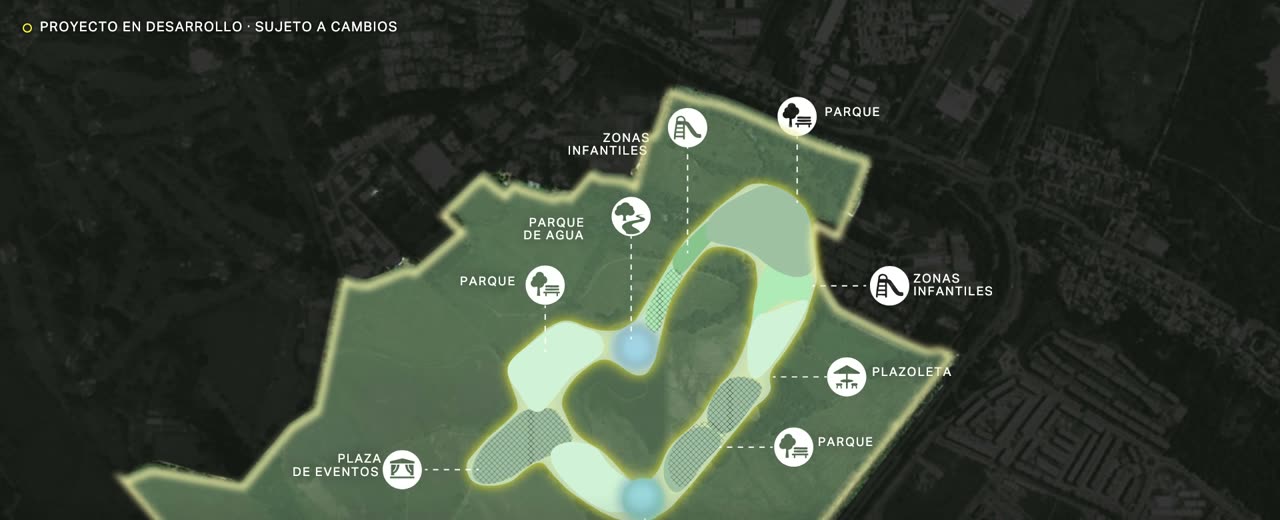 PROYECTO EN DESARROLLO · SUJETO A CAMBIOS
PARQUE
ZONAS
INFANTILES
PARQUE
DE AGUA
PARQUE
ZONAS
INFANTILES
PLAZOLETA
PARQUE
PLAZA
DE EVENTOS